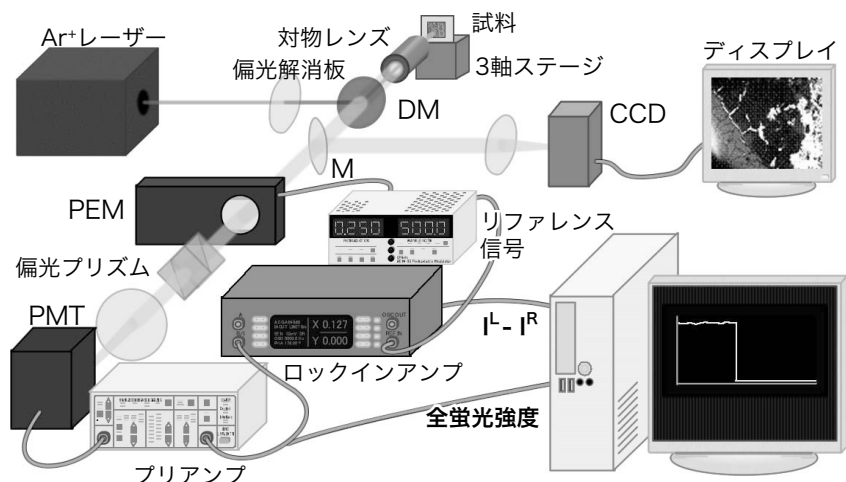 Ar⁺レーザー
対物レンズ
試料
偏光解消板
3軸ステージ
DM
ディスプレイ
CCD
M
PEM
0.250 500.0
リファレンス
信号
偏光プリズム
PMT
X 0.127
Y 0.000
Iᴸ- Iᴿ
ロックインアンプ
全蛍光強度
プリアンプ